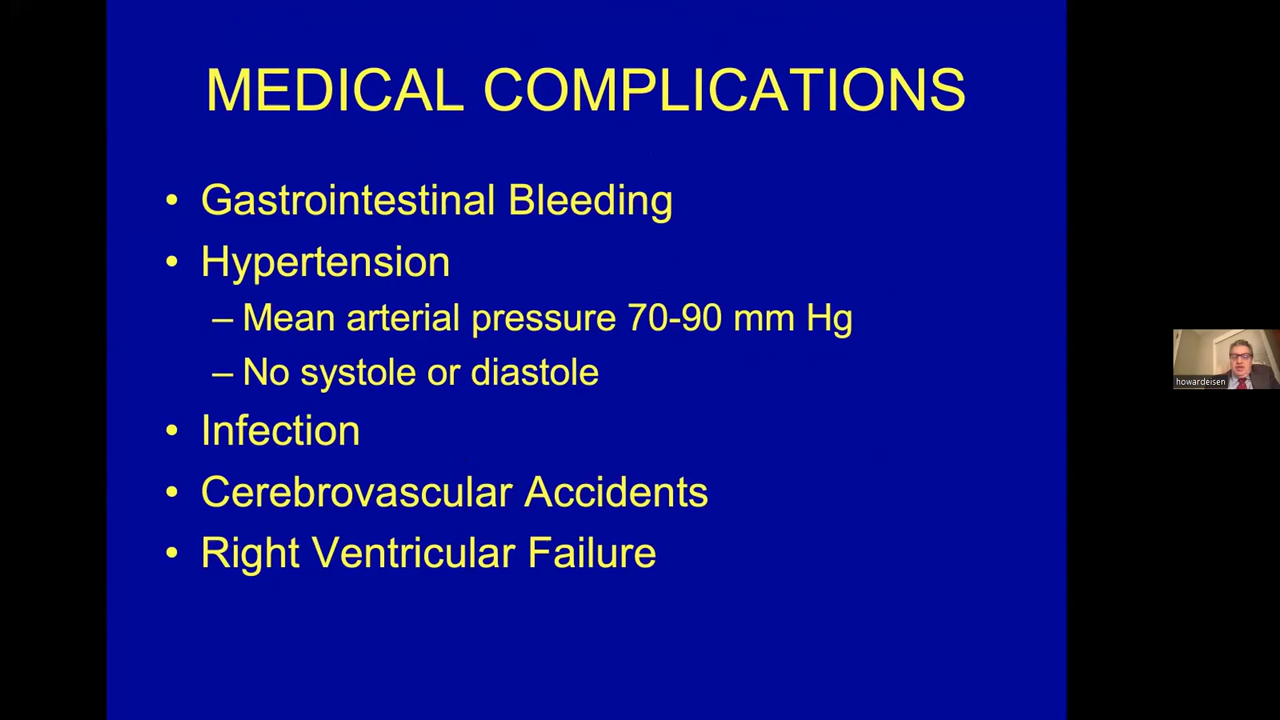 MEDICAL COMPLICATIONS
• Gastrointestinal Bleeding
• Hypertension
– Mean arterial pressure 70-90 mm Hg
– No systole or diastole
• Infection
• Cerebrovascular Accidents
• Right Ventricular Failure
howardeisen